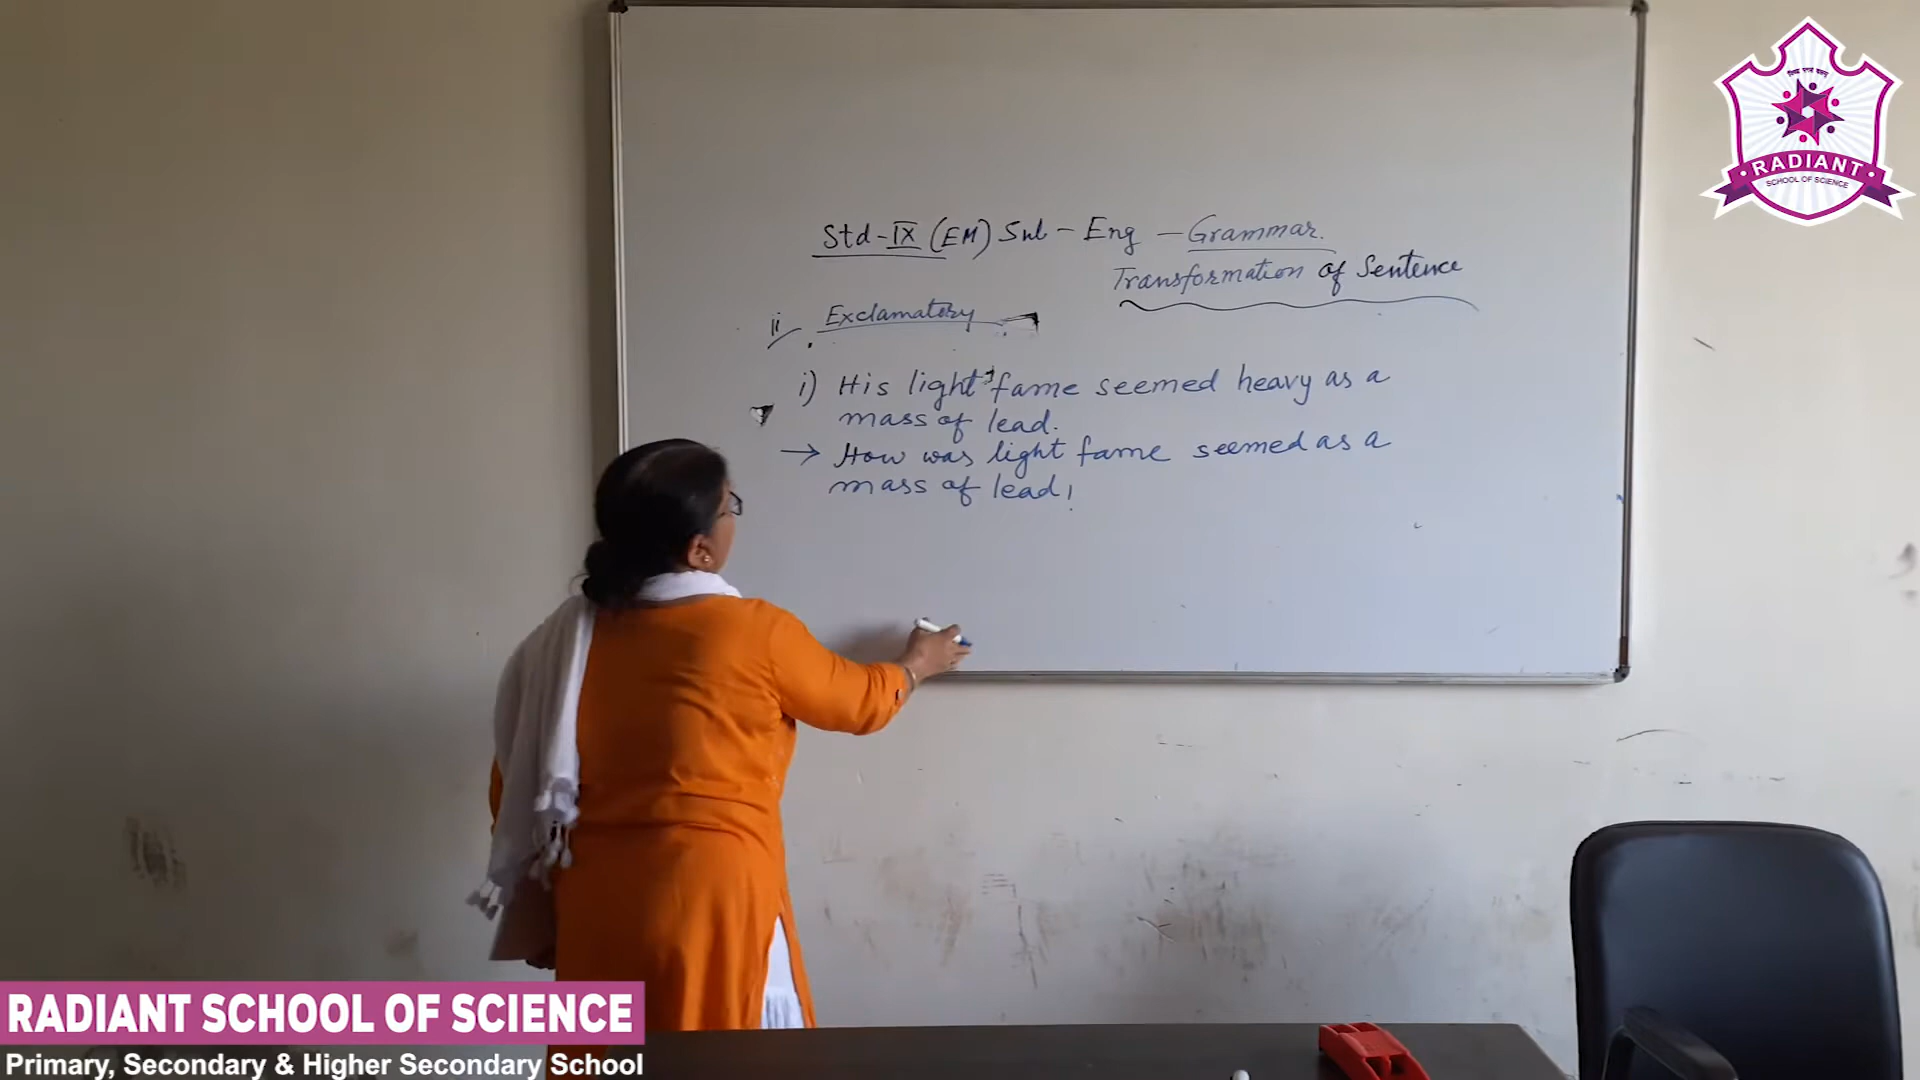 Std-IX (EM) Sub - Eng - Grammar.
Transformation of Sentence
ii Exclamatory
i) His light fame seemed heavy as a
mass of lead.
→ How was light fame seemed as a
mass of lead!
RADIANT
SCHOOL OF SCIENCE
RADIANT SCHOOL OF SCIENCE
Primary, Secondary & Higher Secondary School